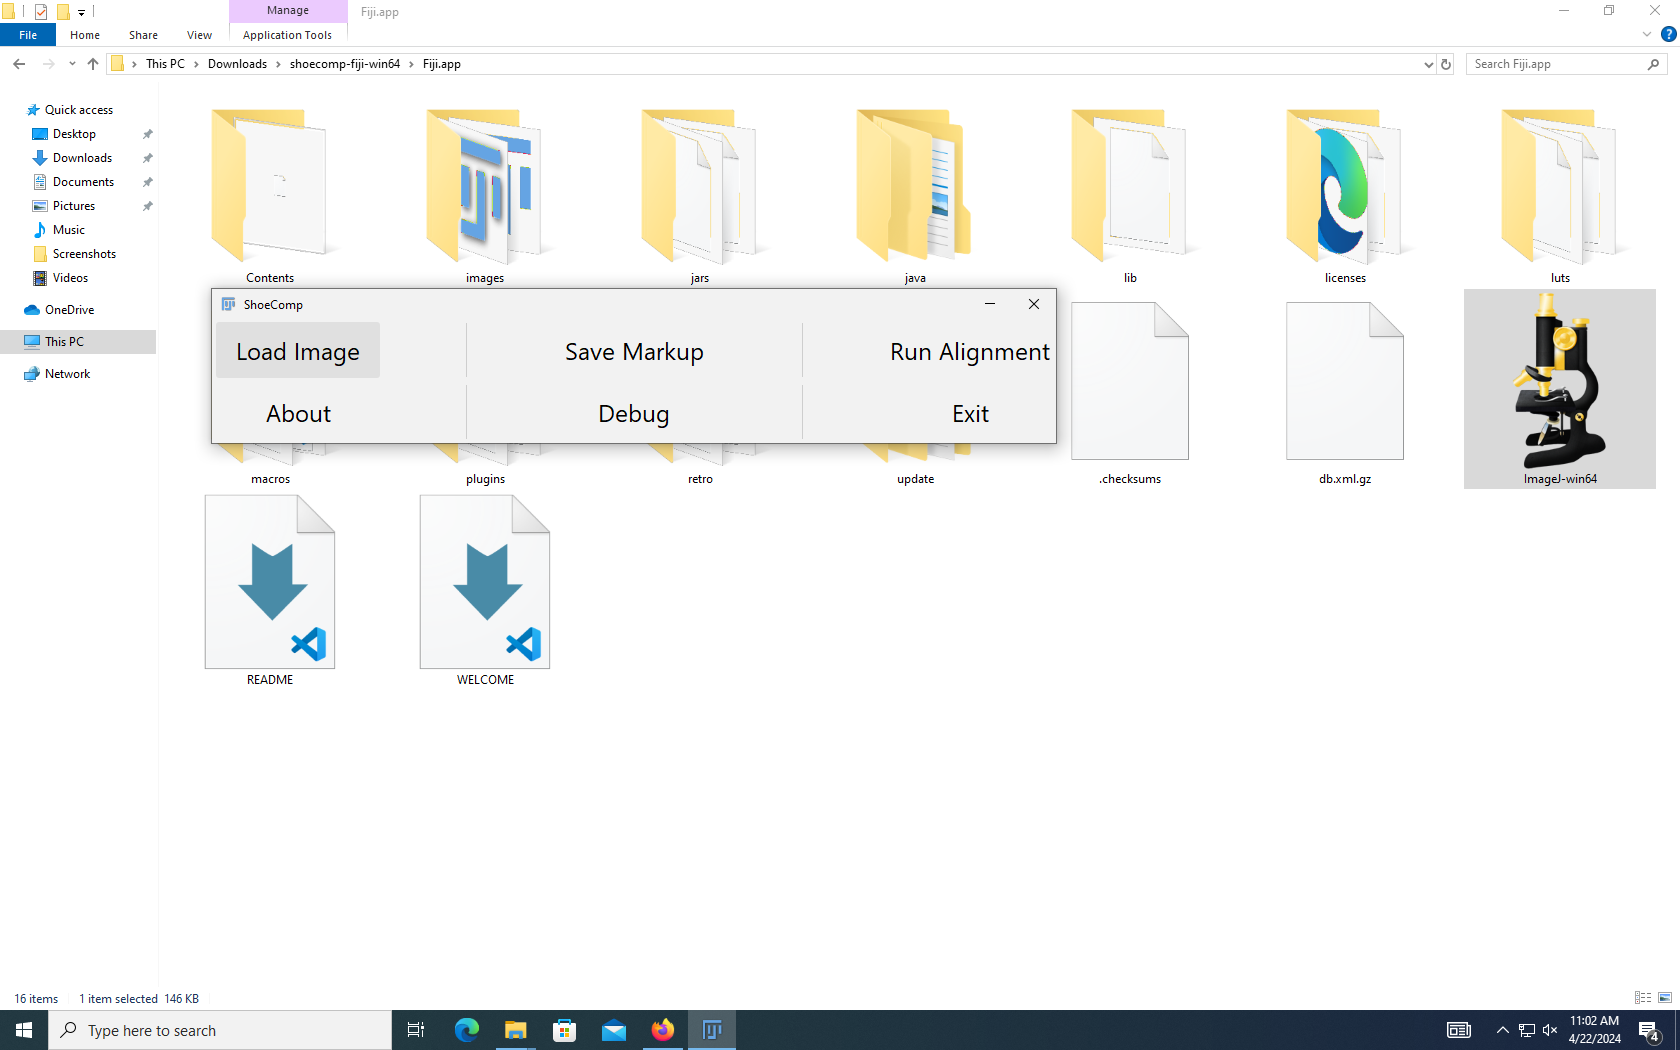 Manage
Fiji.app
File
Home
Share
View
Application Tools
This PC
Downloads
shoecomp-fiji-win64
Fiji.app
Search Fiji.app
Quick access
Desktop
Downloads
Documents
Pictures
Music
Screenshots
Videos
OneDrive
This PC
Network
Contents
images
jars
java
lib
licenses
luts
ShoeComp
Load Image
Save Markup
Run Alignment
About
Debug
Exit
macros
plugins
retro
update
.checksums
db.xml.gz
ImageJ-win64
README
WELCOME
16 items
1 item selected 146 KB
Type here to search
11:02 AM
4/22/2024
4